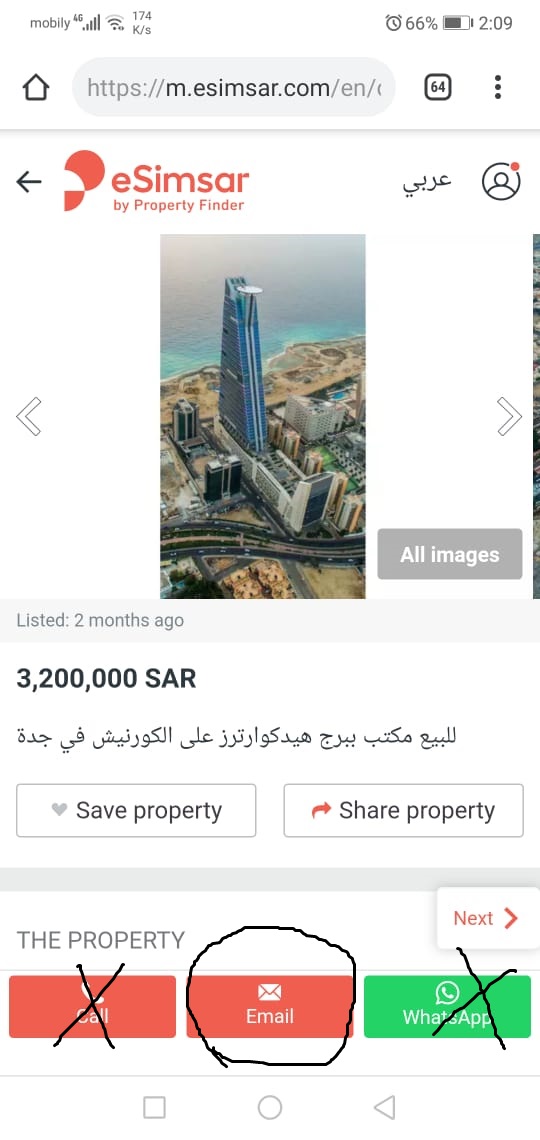 mobily 4G 174 K/s 66% 2:09
https://m.esimsar.com/en/
64
eSimsar
by Property Finder
عربي
All images
Listed: 2 months ago
3,200,000 SAR
للبيع مكتب ببرج هيدكوارترز على الكورنيش في جدة
Save property
Share property
Next
THE PROPERTY
Call
Email
WhatsApp